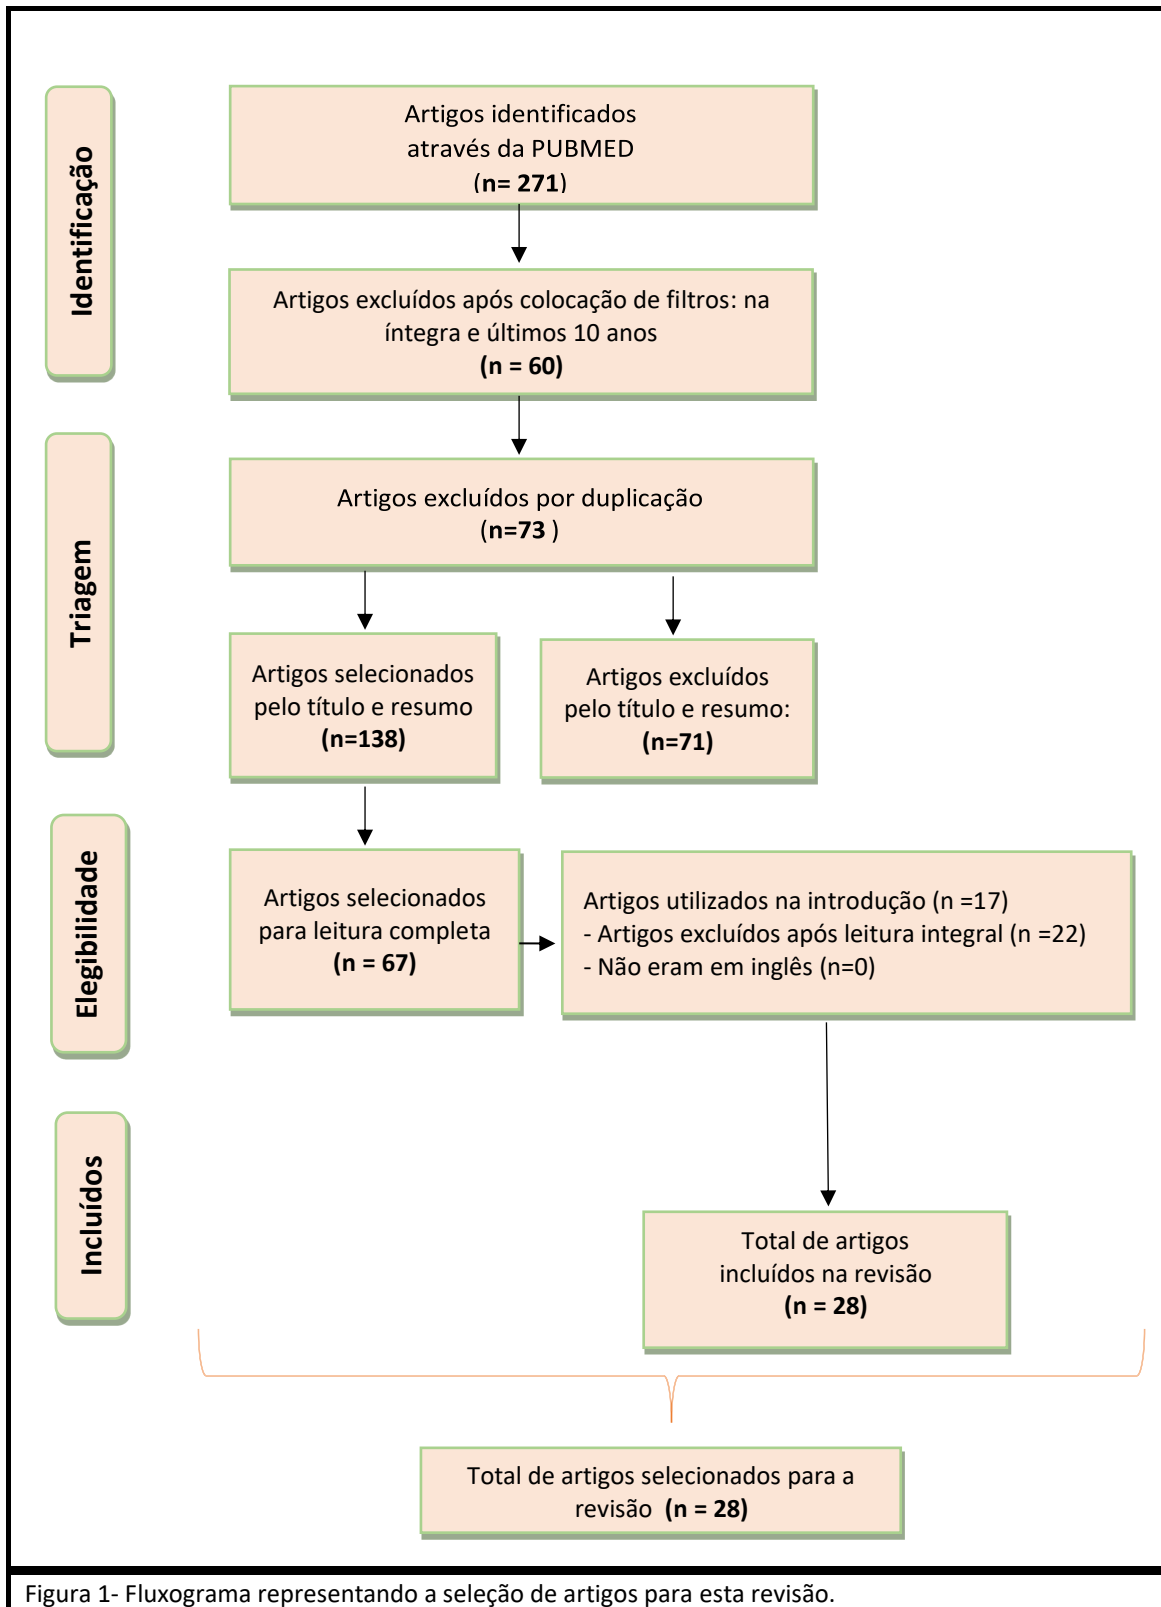 Identificação
Artigos identificados
através da PUBMED
(n= 271)
Artigos excluídos após colocação de filtros: na
íntegra e últimos 10 anos
(n = 60)
Triagem
Artigos excluídos por duplicação
(n=73 )
Artigos selecionados
pelo título e resumo
(n=138)
Artigos excluídos
pelo título e resumo:
(n=71)
Elegibilidade
Artigos selecionados
para leitura completa
(n = 67)
Artigos utilizados na introdução (n =17)
- Artigos excluídos após leitura integral (n =22)
- Não eram em inglês (n=0)
Incluídos
Total de artigos
incluídos na revisão
(n = 28)
Total de artigos selecionados para a
revisão (n = 28)
Figura 1- Fluxograma representando a seleção de artigos para esta revisão.